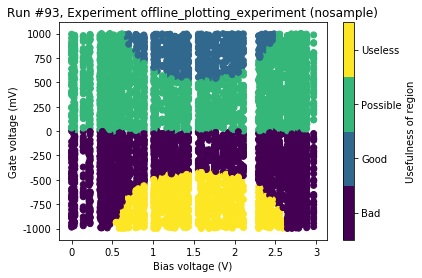 Run #93, Experiment offline_plotting_experiment (nosample)
1000
750
500
250
0
-250
-500
-750
-1000
Gate voltage (mV)
0
0.5
1
1.5
2
2.5
3
Bias voltage (V)
Useless
Possible
Good
Bad
Usefulness of region